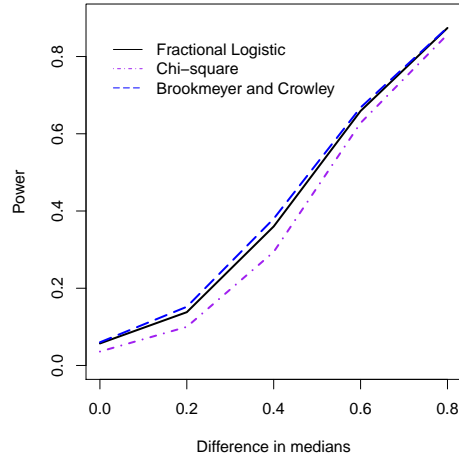 Fractional Logistic
Chi−square
Brookmeyer and Crowley
Power
0.8
0.6
0.4
0.2
0.0
0.0 0.2 0.4 0.6 0.8
Difference in medians